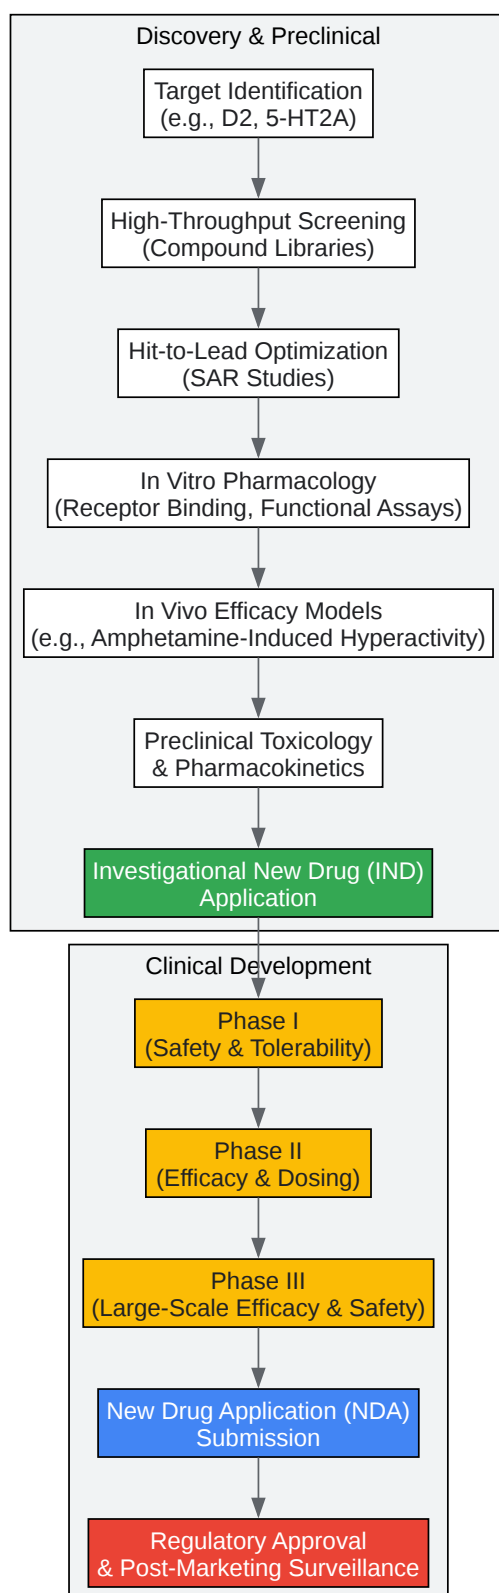 Discovery & Preclinical
Target Identification
(e.g., D2, 5-HT2A)
High-Throughput Screening
(Compound Libraries)
Hit-to-Lead Optimization
(SAR Studies)
In Vitro Pharmacology
(Receptor Binding, Functional Assays)
In Vivo Efficacy Models
(e.g., Amphetamine-Induced Hyperactivity)
Preclinical Toxicology
& Pharmacokinetics
Investigational New Drug (IND)
Application
Clinical Development
Phase I
(Safety & Tolerability)
Phase II
(Efficacy & Dosing)
Phase III
(Large-Scale Efficacy & Safety)
New Drug Application (NDA)
Submission
Regulatory Approval
& Post-Marketing Surveillance